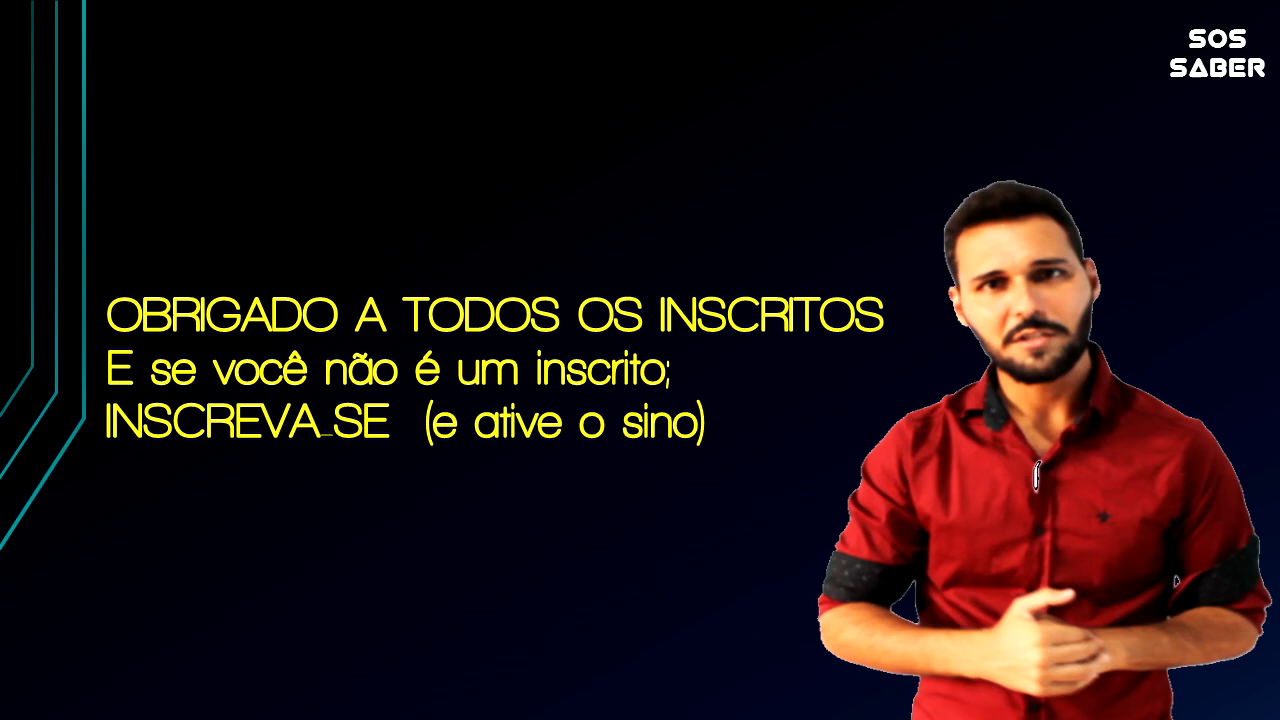 SOS
SABER
OBRIGADO A TODOS OS INSCRITOS
E se você não é um inscrito;
INSCREVA-SE (e ative o sino)